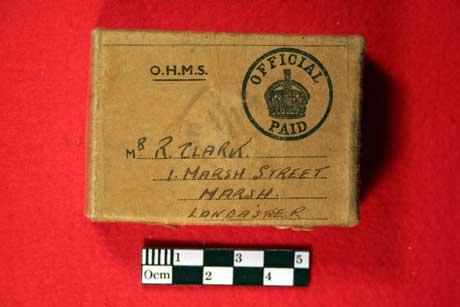 O.H.M.S.
OFFICIAL
PAID
Mr R. CLARK.
1. MARSH STREET
MARSH.
LANCASTER
0cm 1 2 3 4 5